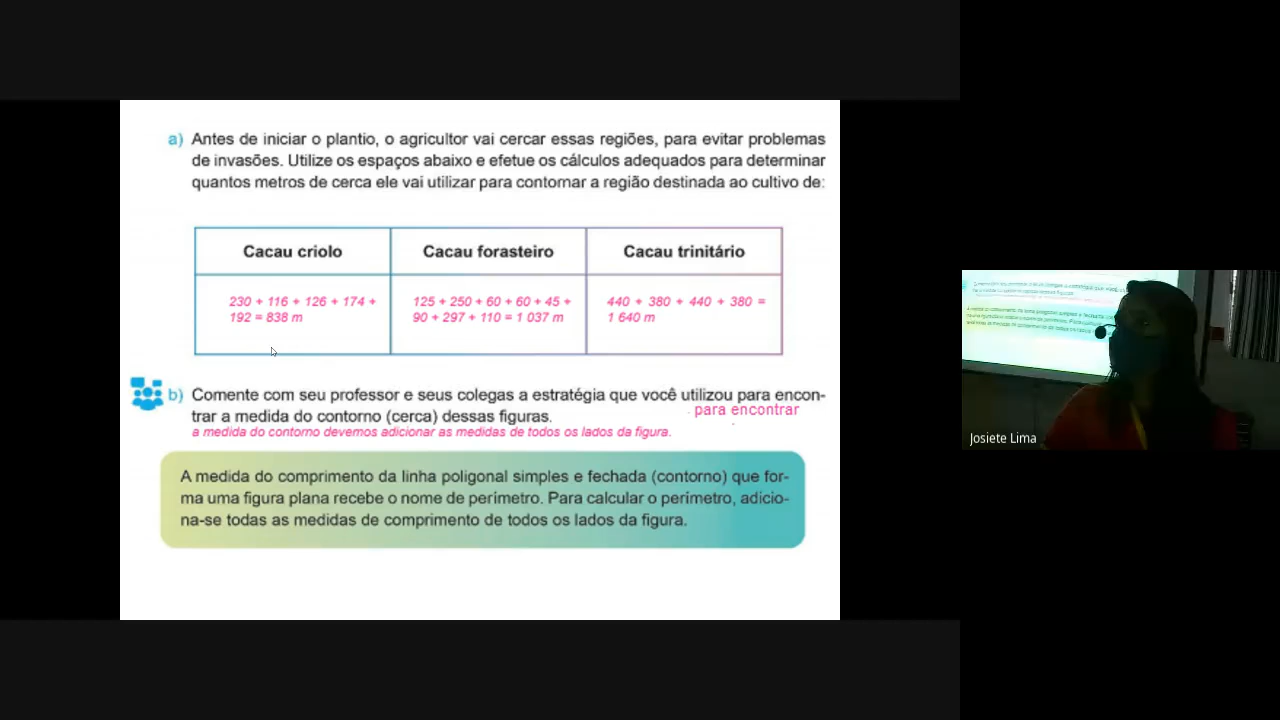 a) Antes de iniciar o plantio, o agricultor vai cercar essas regiões, para evitar problemas
de invasões. Utilize os espaços abaixo e efetue os cálculos adequados para determinar
quantos metros de cerca ele vai utilizar para contornar a região destinada ao cultivo de:
Cacau criolo
Cacau forasteiro
Cacau trinitário
230 + 116 + 126 + 174 +
192 = 838 m
125 + 250 + 60 + 60 + 45 +
90 + 297 + 110 = 1 037 m
440 + 380 + 440 + 380 =
1 640 m
b) Comente com seu professor e seus colegas a estratégia que você utilizou para encon-
trar a medida do contorno (cerca) dessas figuras.
para encontrar
a medida do contorno devemos adicionar as medidas de todos os lados da figura.
A medida do comprimento da linha poligonal simples e fechada (contorno) que for-
ma uma figura plana recebe o nome de perímetro. Para calcular o perímetro, adicio-
na-se todas as medidas de comprimento de todos os lados da figura.
Josiete Lima